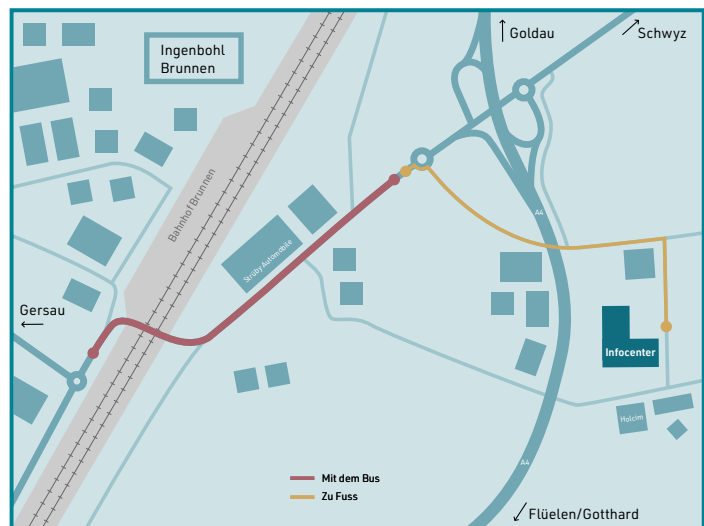 Ingenbohl
Brunnen
Goldau
Schwyz
Bahnhof Brunnen
Strüby Automobile
A4
Gersau
Infocenter
Holcim
Mit dem Bus
Zu Fuss
A4
Flüelen/Gotthard